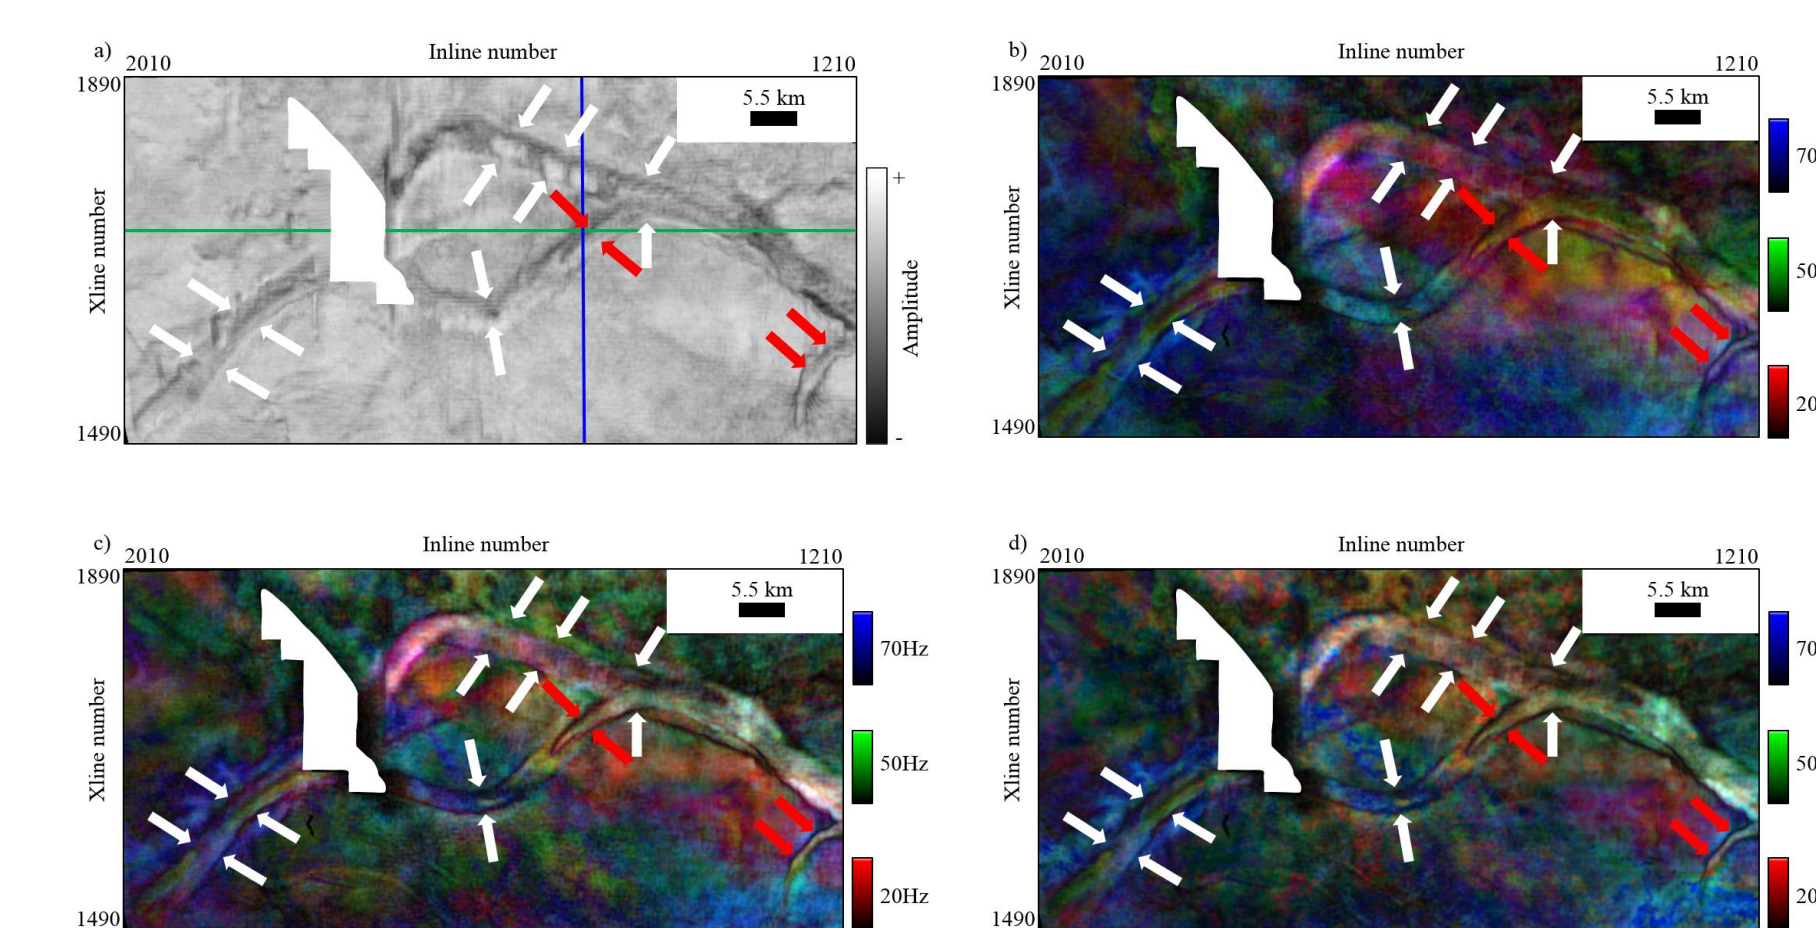 a)
Inline number
2010
1210
1890
5.5 km
+
Xline number
Amplitude
1490
-
b)
Inline number
2010
1210
1890
5.5 km
70
Xline number
50
20
1490
c)
Inline number
2010
1210
1890
5.5 km
70Hz
Xline number
50Hz
20Hz
1490
d)
Inline number
2010
1210
1890
5.5 km
70
Xline number
50
20
1490